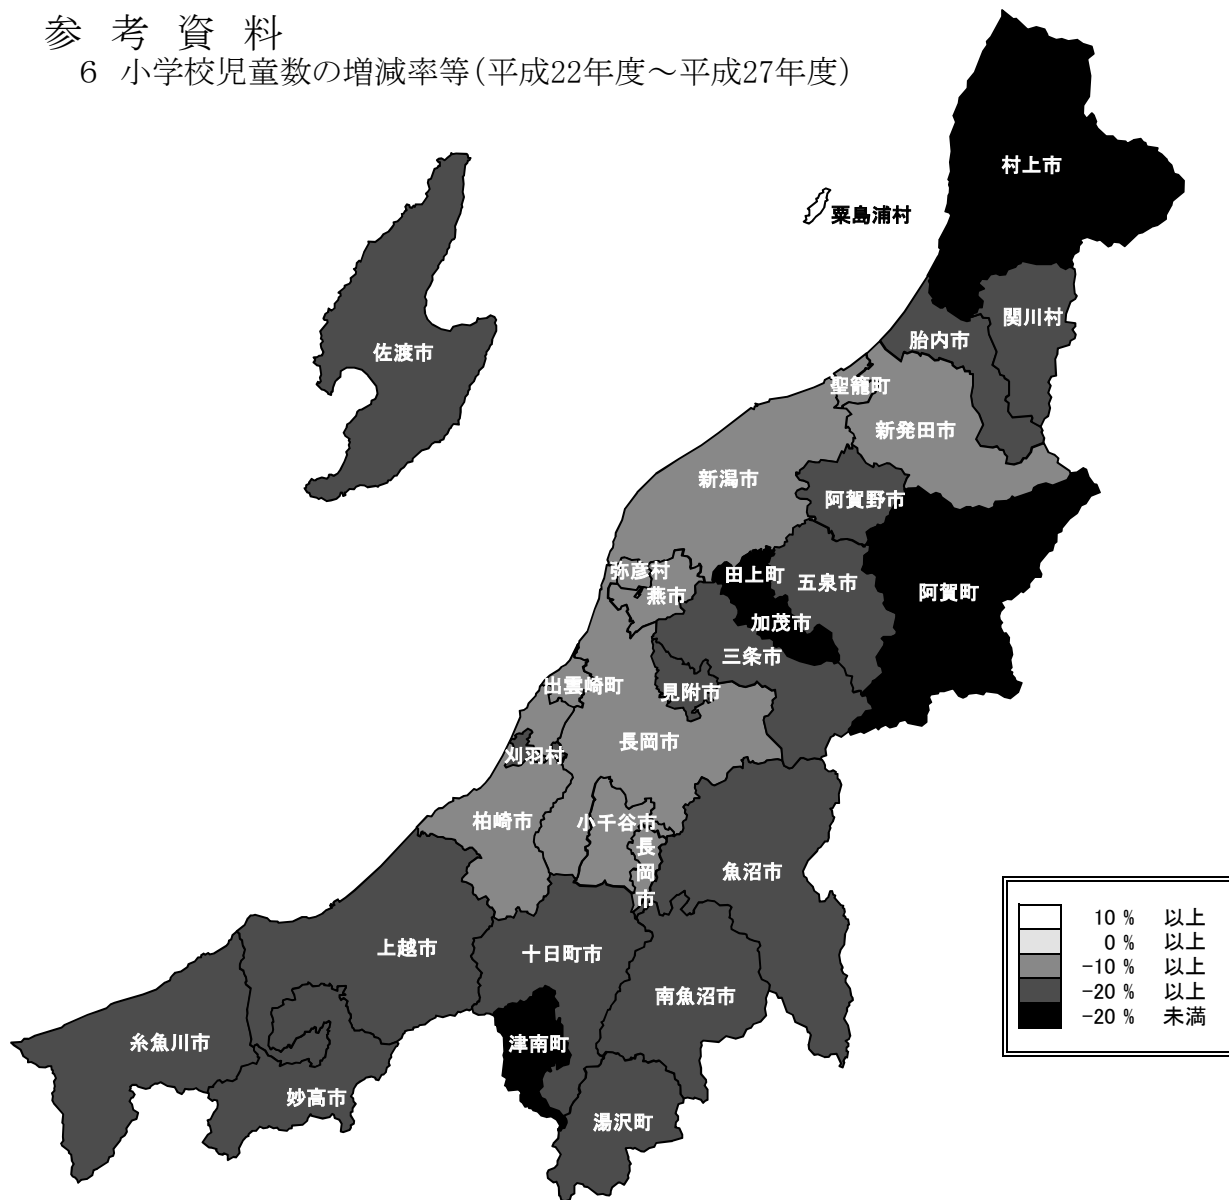 参 考 資 料
6 小学校児童数の増減率等(平成22年度～平成27年度)
村上市
粟島浦村
関川村
胎内市
佐渡市
聖籠町
新発田市
新潟市
阿賀野市
弥彦村
田上町
五泉市
阿賀町
燕市
加茂市
三条市
出雲崎町
見附市
長岡市
刈羽村
柏崎市
小千谷市
長岡市
魚沼市
上越市
十日町市
南魚沼市
糸魚川市
津南町
妙高市
湯沢町
10 % 以上
0 % 以上
-10 % 以上
-20 % 以上
-20 % 未満